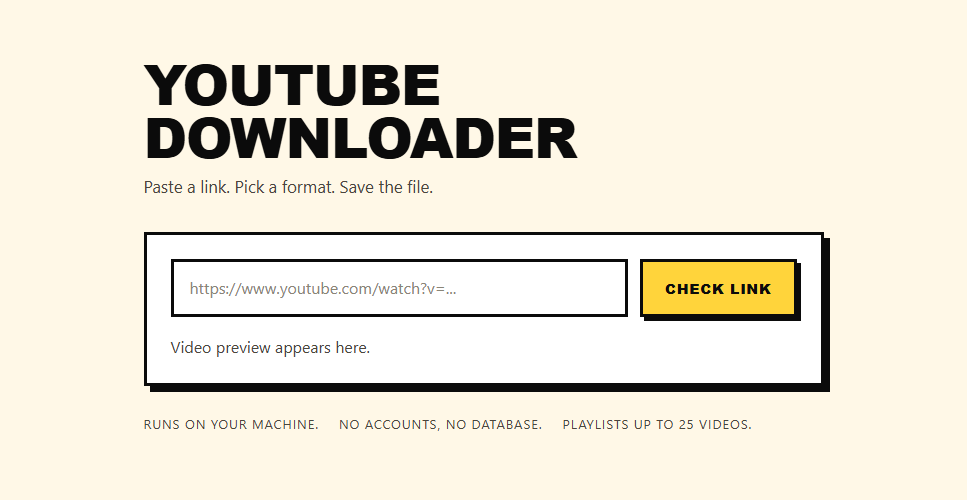 YOUTUBE
DOWNLOADER
Paste a link. Pick a format. Save the file.
https://www.youtube.com/watch?v=...
CHECK LINK
Video preview appears here.
RUNS ON YOUR MACHINE. NO ACCOUNTS, NO DATABASE. PLAYLISTS UP TO 25 VIDEOS.